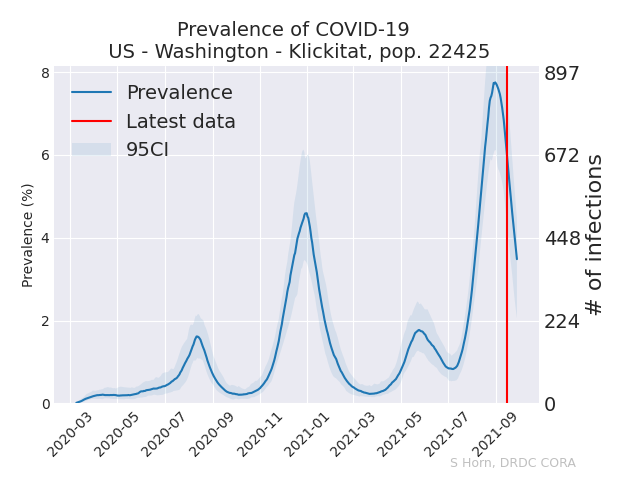 Prevalence of COVID-19
US - Washington - Klickitat, pop. 22425
Prevalence
Latest data
95CI
Prevalence (%)
8
6
4
2
0
897
672
448
224
0
# of infections
2020-03
2020-05
2020-07
2020-09
2020-11
2021-01
2021-03
2021-05
2021-07
2021-09
S Horn, DRDC CORA